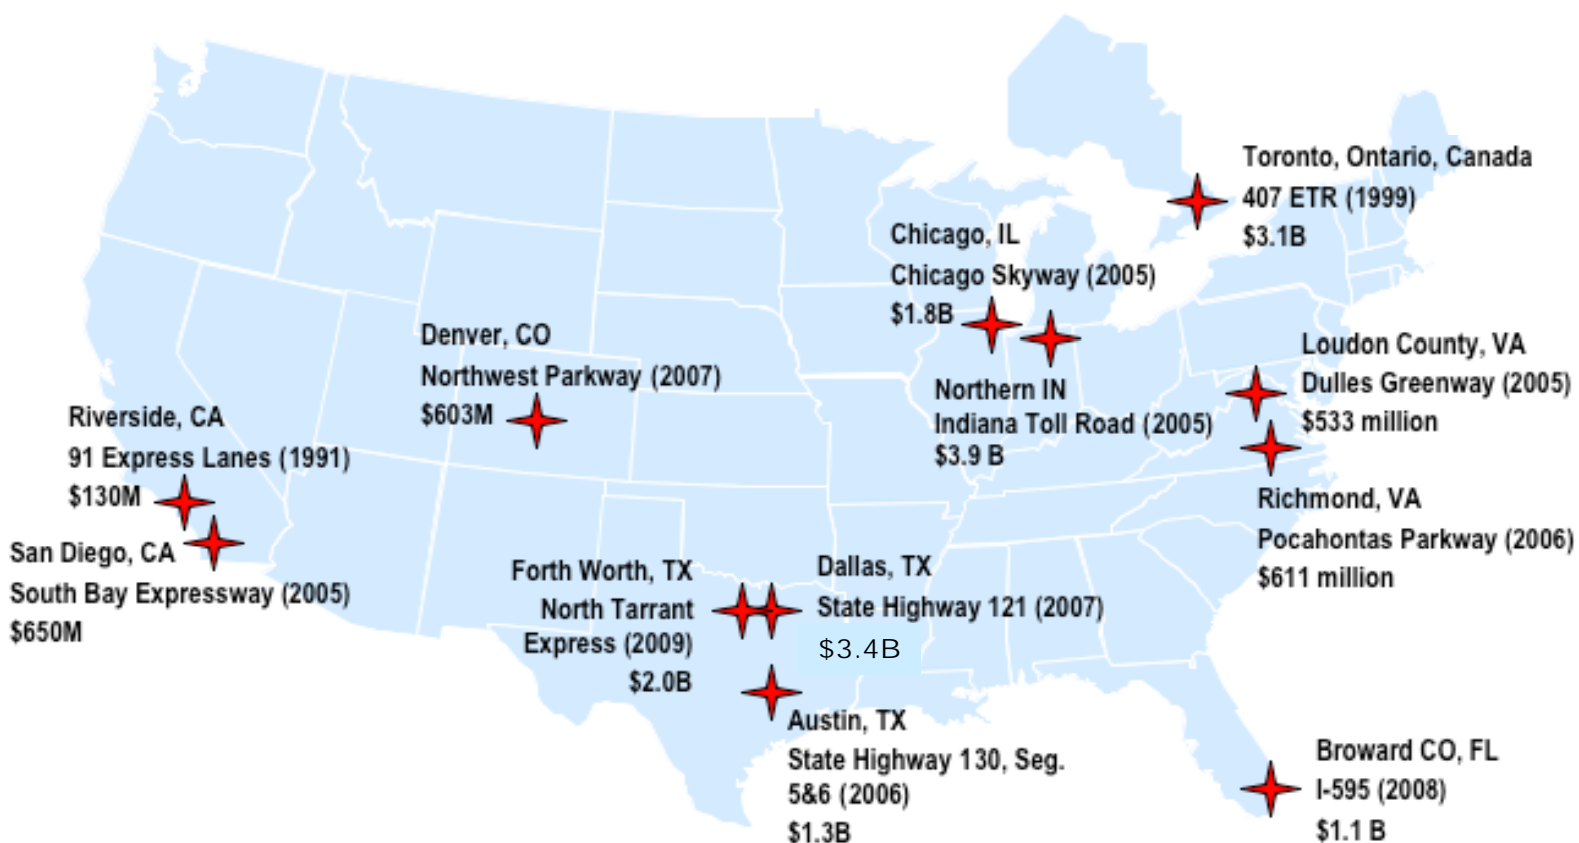 Toronto, Ontario, Canada
407 ETR (1999)
$3.1B
Chicago, IL
Chicago Skyway (2005)
$1.8B
Denver, CO
Northwest Parkway (2007)
$603M
Northern IN
Indiana Toll Road (2005)
$3.9 B
Loudon County, VA
Dulles Greenway (2005)
$533 million
Riverside, CA
91 Express Lanes (1991)
$130M
Richmond, VA
Pocahontas Parkway (2006)
$611 million
San Diego, CA
South Bay Expressway (2005)
$650M
Forth Worth, TX
North Tarrant
Express (2009)
$2.0B
Dallas, TX
State Highway 121 (2007)
$3.4B
Austin, TX
State Highway 130, Seg.
5&6 (2006)
$1.3B
Broward CO, FL
I-595 (2008)
$1.1 B